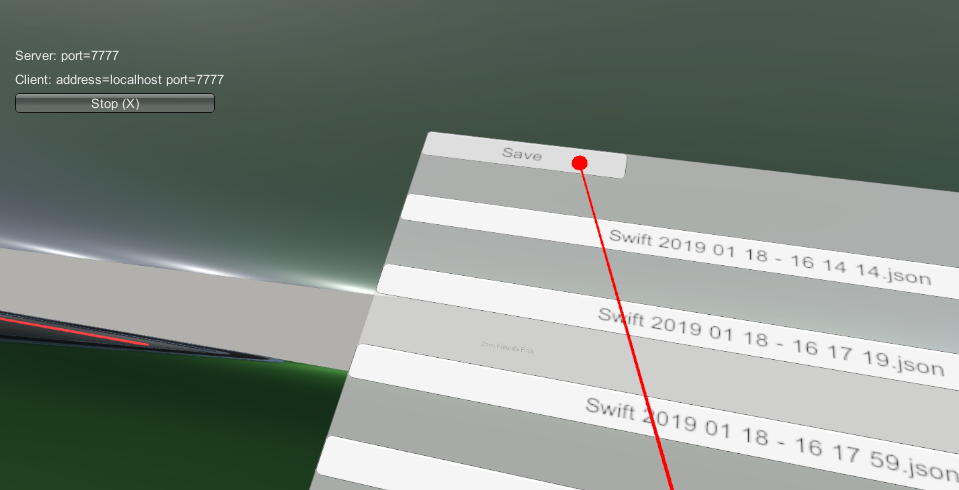 Server: port=7777
Client: address=localhost port=7777
Stop (X)
Save
Swift 2019 01 18 - 16 14 14.json
Swift 2019 01 18 - 16 17 19.json
Swift 2019 01 18 - 16 17 59.json